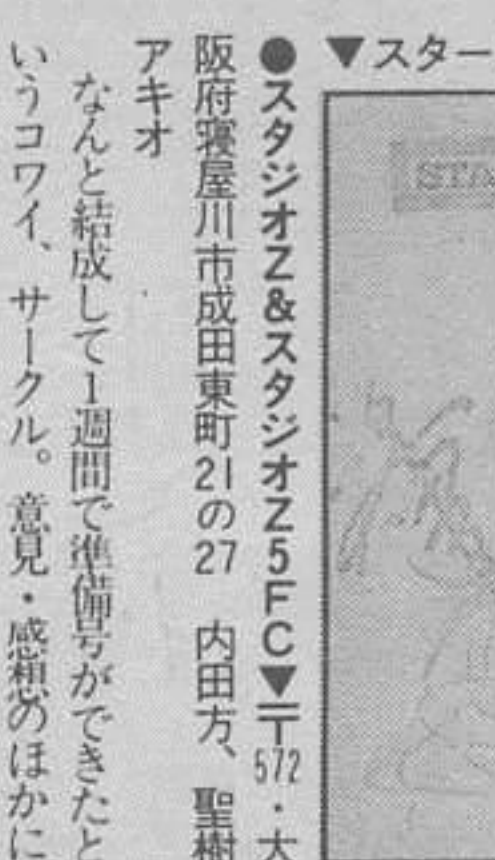 ▼スター
●スタジオZ&スタジオZ5FC▼〒572・大
阪府寝屋川市成田東町21の27　内田方、聖樹
アキオ
なんと結成して1週間で準備号ができたと
いうコワイ、サークル。意見・感想のほかに